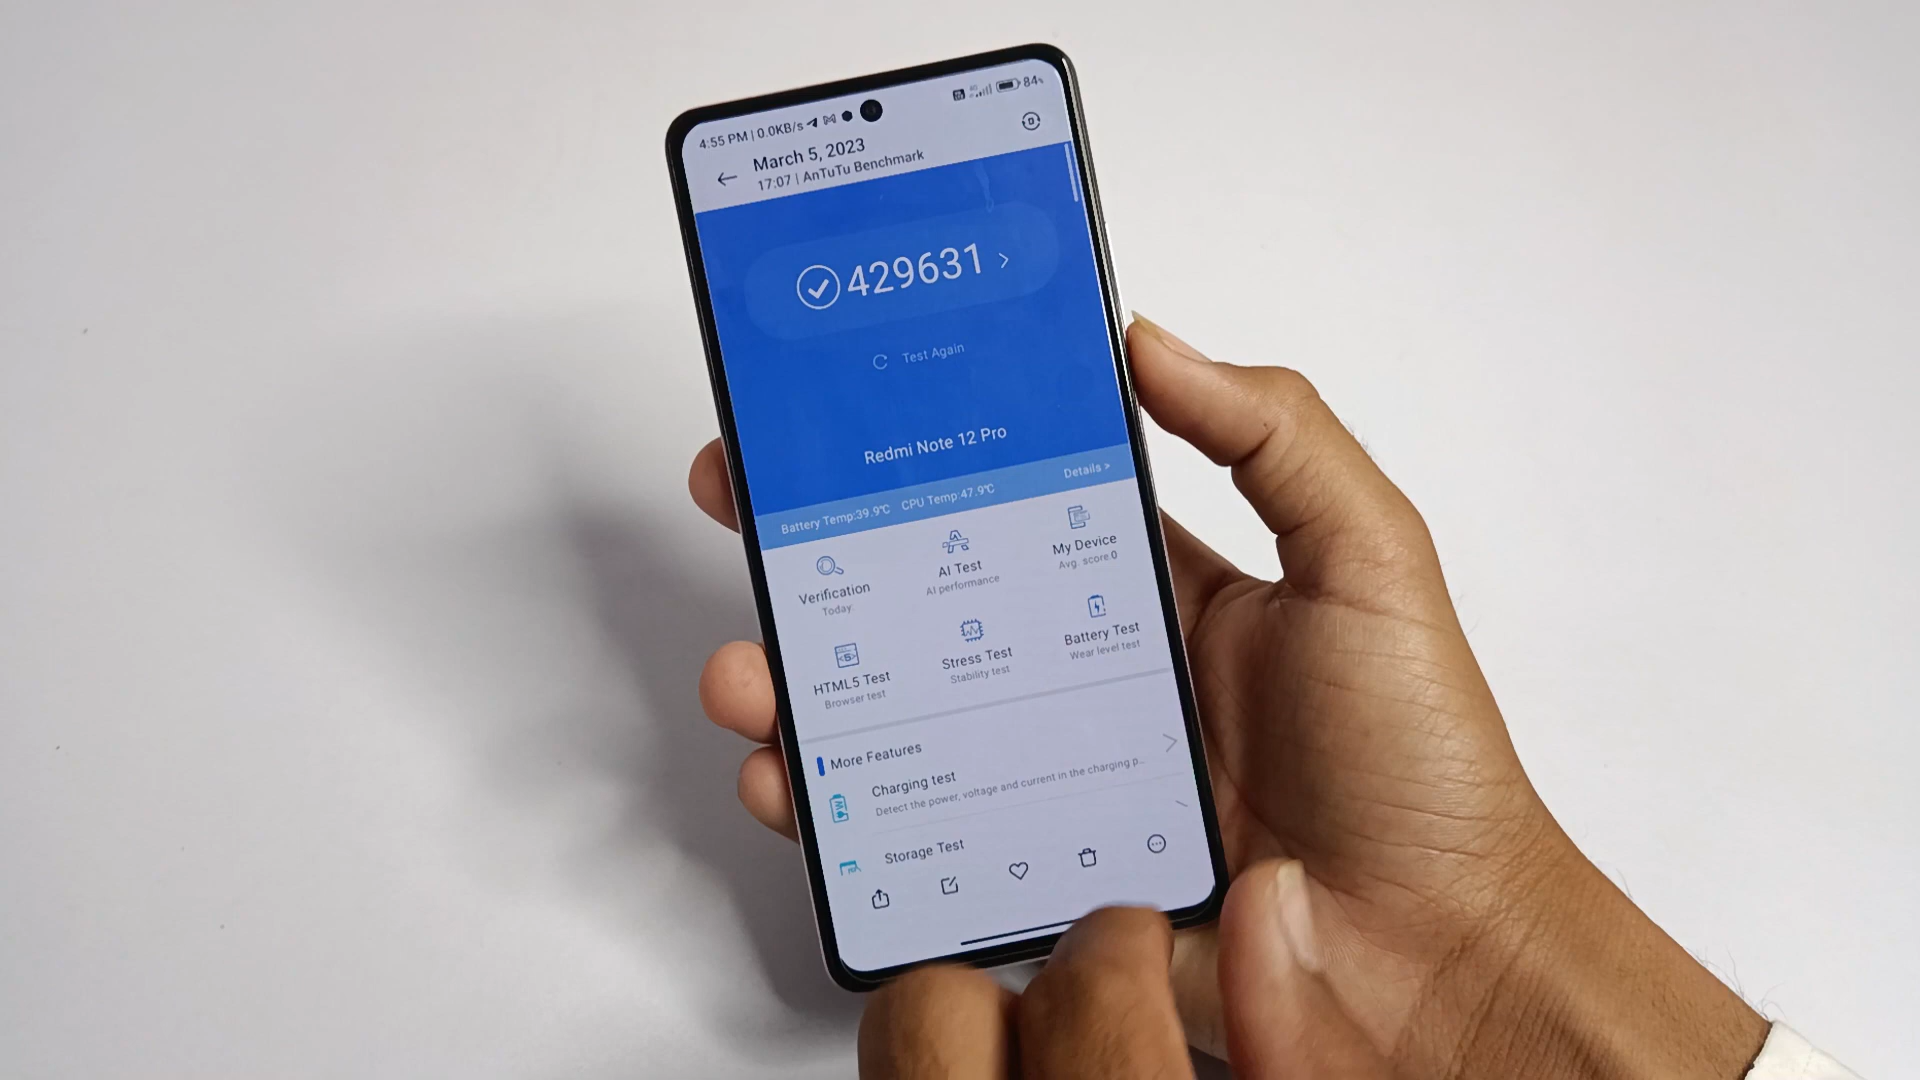 4:55 PM | 0.0KB/s
84%
March 5, 2023
17:07 | AnTuTu Benchmark
429631 >
Test Again
Redmi Note 12 Pro
Battery Temp:39.9℃ CPU Temp:47.9℃ Details >
Verification
Today
AI Test
AI performance
My Device
Avg. score:0
HTML5 Test
Browser test
Stress Test
Stability test
Battery Test
Wear level test
More Features
Charging test
Detect the power, voltage and current in the charging p...
Storage Test